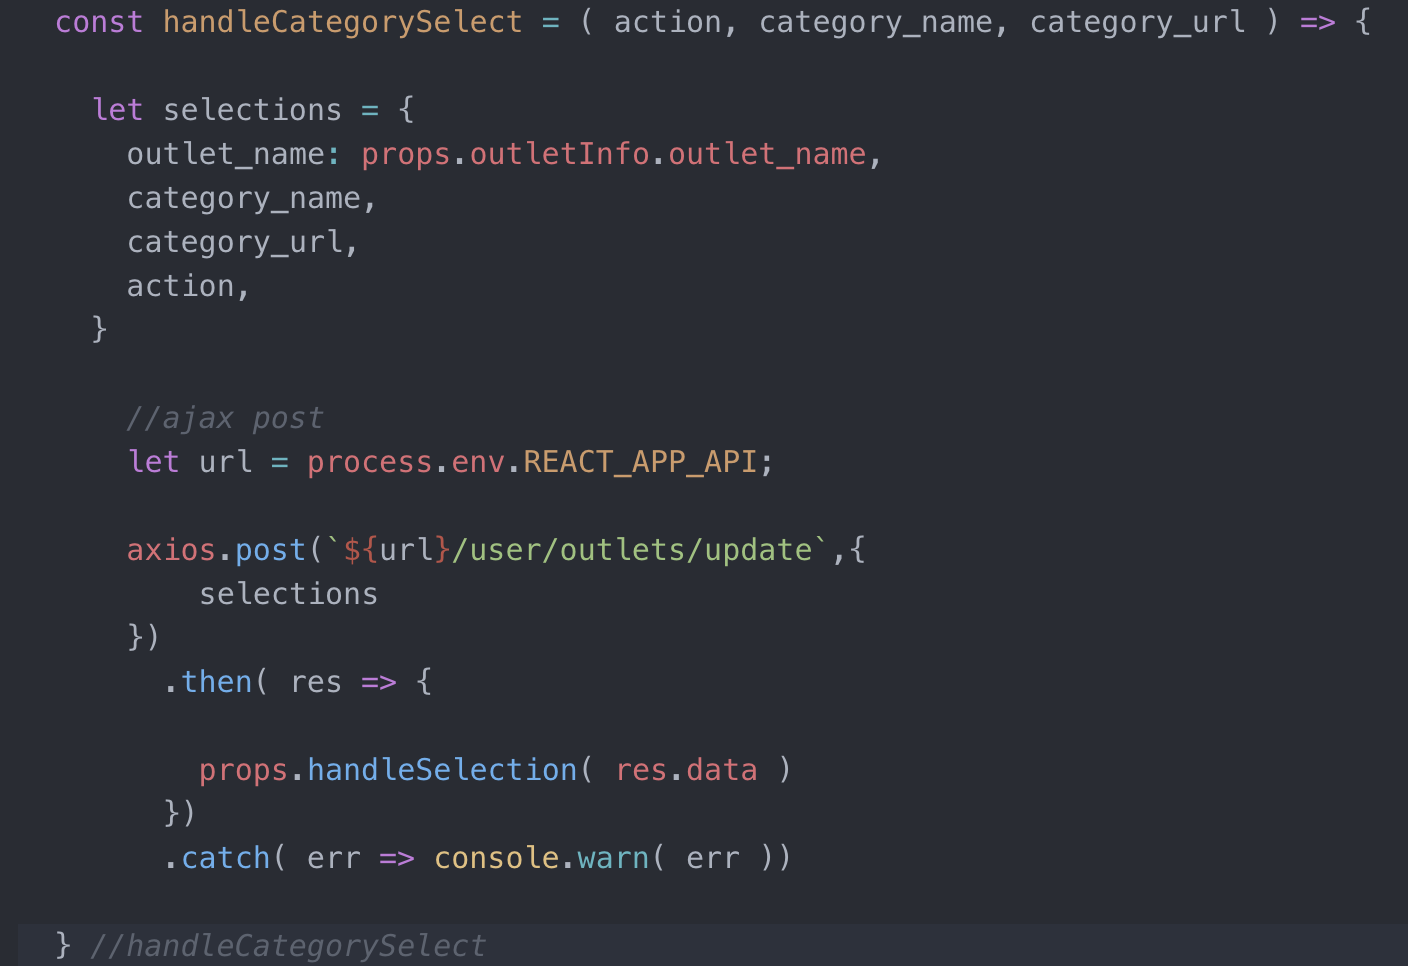 const handleCategorySelect = ( action, category_name, category_url ) => {
let selections = {
outlet_name: props.outletInfo.outlet_name,
category_name,
category_url,
action,
}
//ajax post
let url = process.env.REACT_APP_API;
axios.post(`${url}/user/outlets/update`,{
selections
})
.then( res => {
props.handleSelection( res.data )
})
.catch( err => console.warn( err ))
} //handleCategorySelect